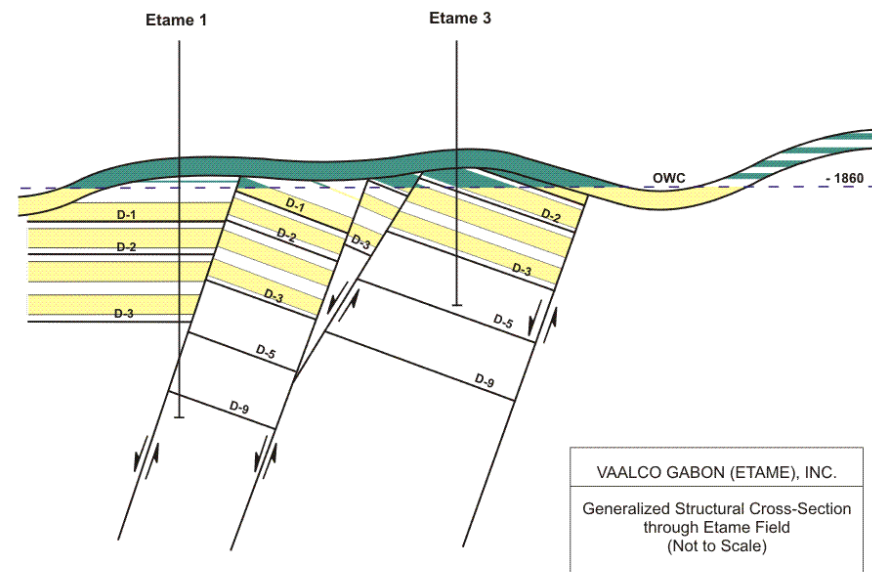 Etame 1
Etame 3
OWC
- 1860
D-1
D-2
D-3
D-1
D-2
D-3
D-5
D-9
D-3
D-2
D-3
D-5
D-9
VAALCO GABON (ETAME), INC.
Generalized Structural Cross-Section
through Etame Field
(Not to Scale)